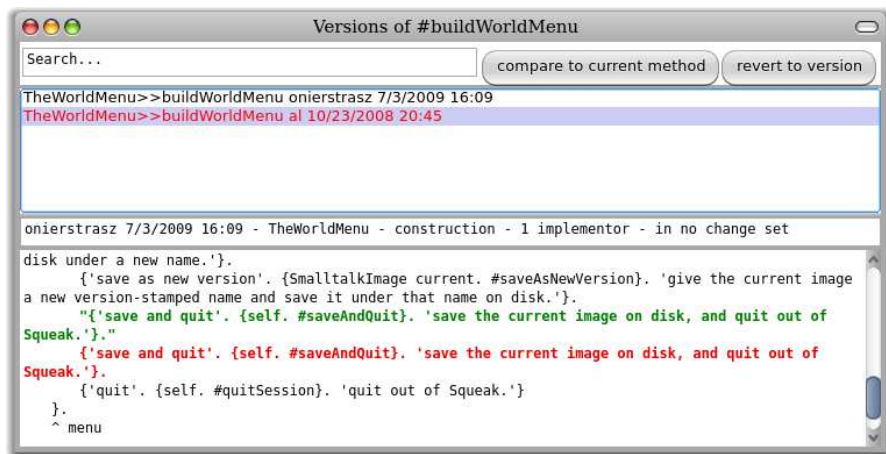 Versions of #buildWorldMenu
Search...
compare to current method
revert to version
TheWorldMenu>>buildWorldMenu onierstrasz 7/3/2009 16:09
TheWorldMenu>>buildWorldMenu al 10/23/2008 20:45
onierstrasz 7/3/2009 16:09 - TheWorldMenu - construction - 1 implementor - in no change set
disk under a new name.'}.
{'save as new version'. {SmalltalkImage current. #saveAsNewVersion}. 'give the current image
a new version-stamped name and save it under that name on disk.'}.
"{'save and quit'. {self. #saveAndQuit}. 'save the current image on disk, and quit out of
Squeak.'}."
{'save and quit'. {self. #saveAndQuit}. 'save the current image on disk, and quit out of
Squeak.'}.
{'quit'. {self. #quitSession}. 'quit out of Squeak.'}
}.
^ menu